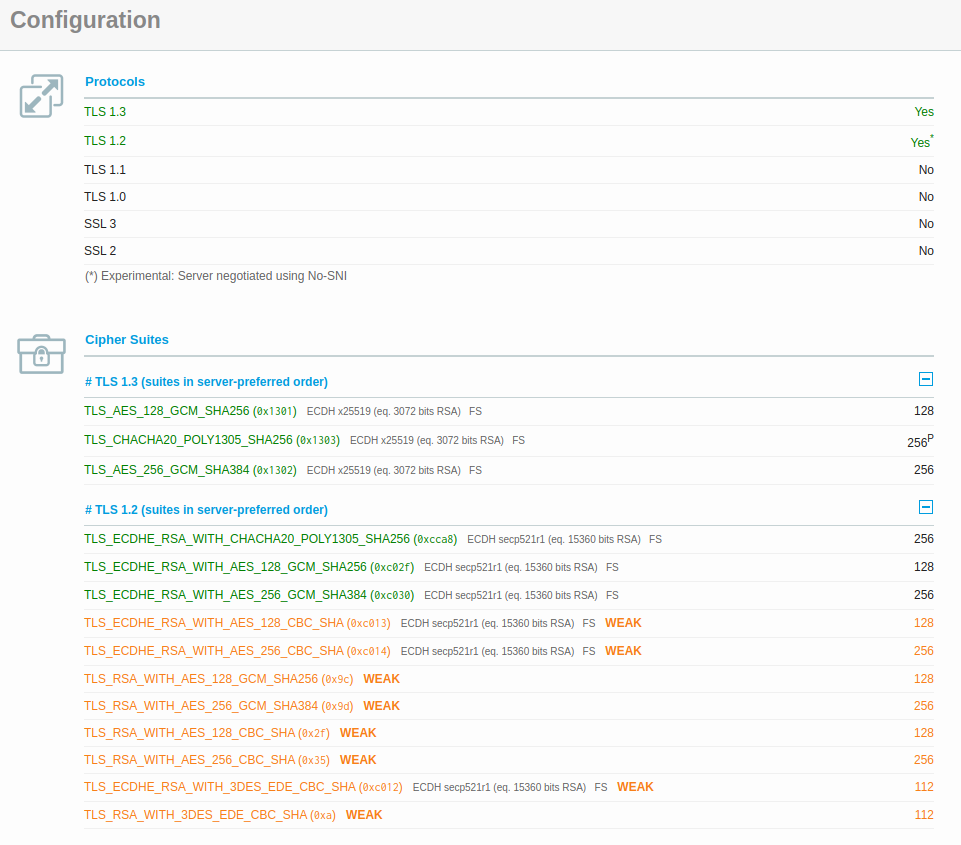 Configuration
Protocols
TLS 1.3 Yes
TLS 1.2 Yes*
TLS 1.1 No
TLS 1.0 No
SSL 3 No
SSL 2 No
(*) Experimental: Server negotiated using No-SNI
Cipher Suites
# TLS 1.3 (suites in server-preferred order)
TLS_AES_128_GCM_SHA256 (0x1301) ECDH x25519 (eq. 3072 bits RSA) FS 128
TLS_CHACHA20_POLY1305_SHA256 (0x1303) ECDH x25519 (eq. 3072 bits RSA) FS 256P
TLS_AES_256_GCM_SHA384 (0x1302) ECDH x25519 (eq. 3072 bits RSA) FS 256
# TLS 1.2 (suites in server-preferred order)
TLS_ECDHE_RSA_WITH_CHACHA20_POLY1305_SHA256 (0xcca8) ECDH secp521r1 (eq. 15360 bits RSA) FS 256
TLS_ECDHE_RSA_WITH_AES_128_GCM_SHA256 (0xc02f) ECDH secp521r1 (eq. 15360 bits RSA) FS 128
TLS_ECDHE_RSA_WITH_AES_256_GCM_SHA384 (0xc030) ECDH secp521r1 (eq. 15360 bits RSA) FS 256
TLS_ECDHE_RSA_WITH_AES_128_CBC_SHA (0xc013) ECDH secp521r1 (eq. 15360 bits RSA) FS WEAK 128
TLS_ECDHE_RSA_WITH_AES_256_CBC_SHA (0xc014) ECDH secp521r1 (eq. 15360 bits RSA) FS WEAK 256
TLS_RSA_WITH_AES_128_GCM_SHA256 (0x9c) WEAK 128
TLS_RSA_WITH_AES_256_GCM_SHA384 (0x9d) WEAK 256
TLS_RSA_WITH_AES_128_CBC_SHA (0x2f) WEAK 128
TLS_RSA_WITH_AES_256_CBC_SHA (0x35) WEAK 256
TLS_ECDHE_RSA_WITH_3DES_EDE_CBC_SHA (0xc012) ECDH secp521r1 (eq. 15360 bits RSA) FS WEAK 112
TLS_RSA_WITH_3DES_EDE_CBC_SHA (0xa) WEAK 112